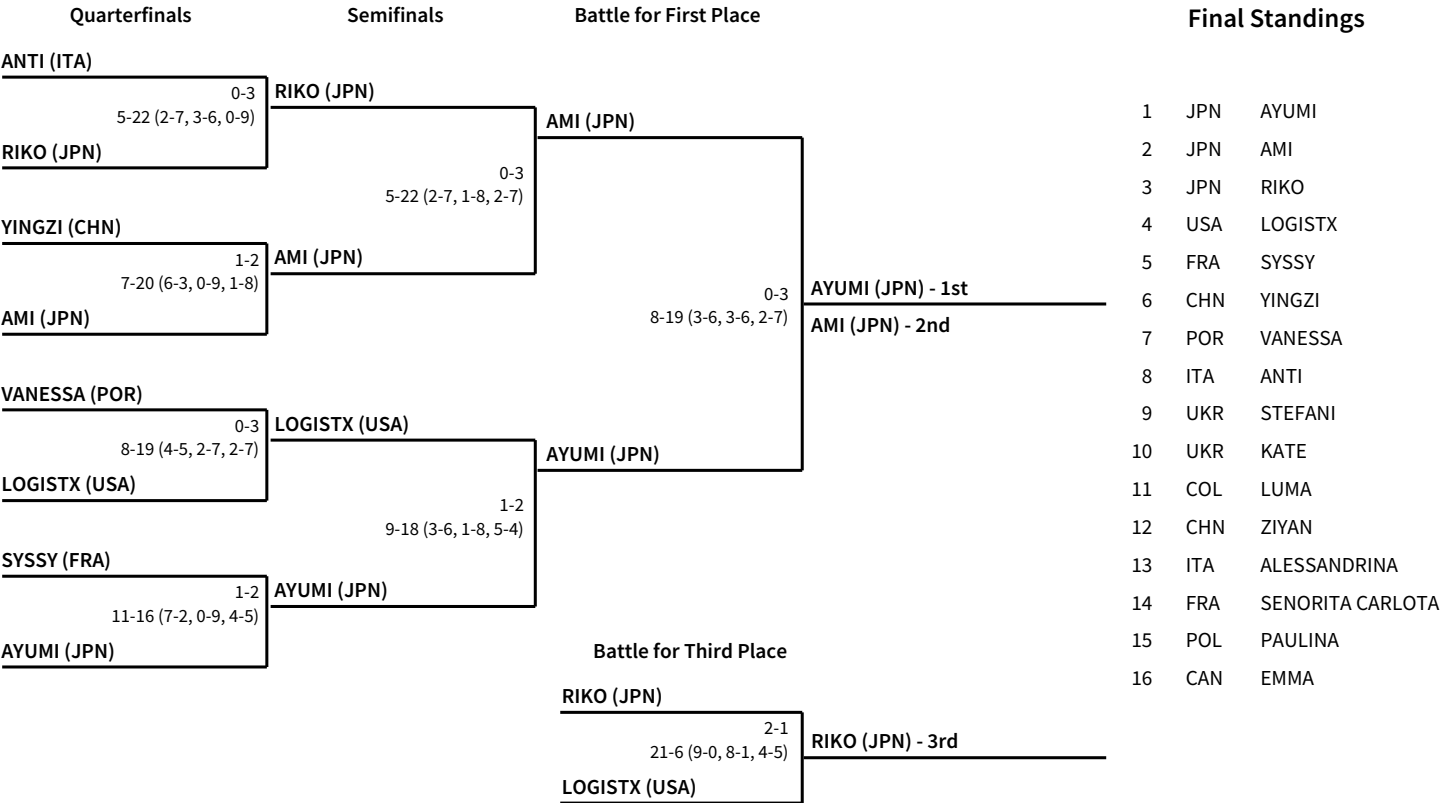 Quarterfinals
Semifinals
Battle for First Place
Final Standings
ANTI (ITA)
0-3
5-22 (2-7, 3-6, 0-9)
RIKO (JPN)
YINGZI (CHN)
1-2
7-20 (6-3, 0-9, 1-8)
AMI (JPN)
VANESSA (POR)
0-3
8-19 (4-5, 2-7, 2-7)
LOGISTX (USA)
SYSSY (FRA)
1-2
11-16 (7-2, 0-9, 4-5)
AYUMI (JPN)
RIKO (JPN)
0-3
5-22 (2-7, 1-8, 2-7)
AMI (JPN)
LOGISTX (USA)
1-2
9-18 (3-6, 1-8, 5-4)
AYUMI (JPN)
AMI (JPN)
0-3
8-19 (3-6, 3-6, 2-7)
AYUMI (JPN)
AYUMI (JPN) - 1st
AMI (JPN) - 2nd
Battle for Third Place
RIKO (JPN)
2-1
21-6 (9-0, 8-1, 4-5)
LOGISTX (USA)
RIKO (JPN) - 3rd
1 JPN AYUMI
2 JPN AMI
3 JPN RIKO
4 USA LOGISTX
5 FRA SYSSY
6 CHN YINGZI
7 POR VANESSA
8 ITA ANTI
9 UKR STEFANI
10 UKR KATE
11 COL LUMA
12 CHN ZIYAN
13 ITA ALESSANDRINA
14 FRA SENORITA CARLOTA
15 POL PAULINA
16 CAN EMMA